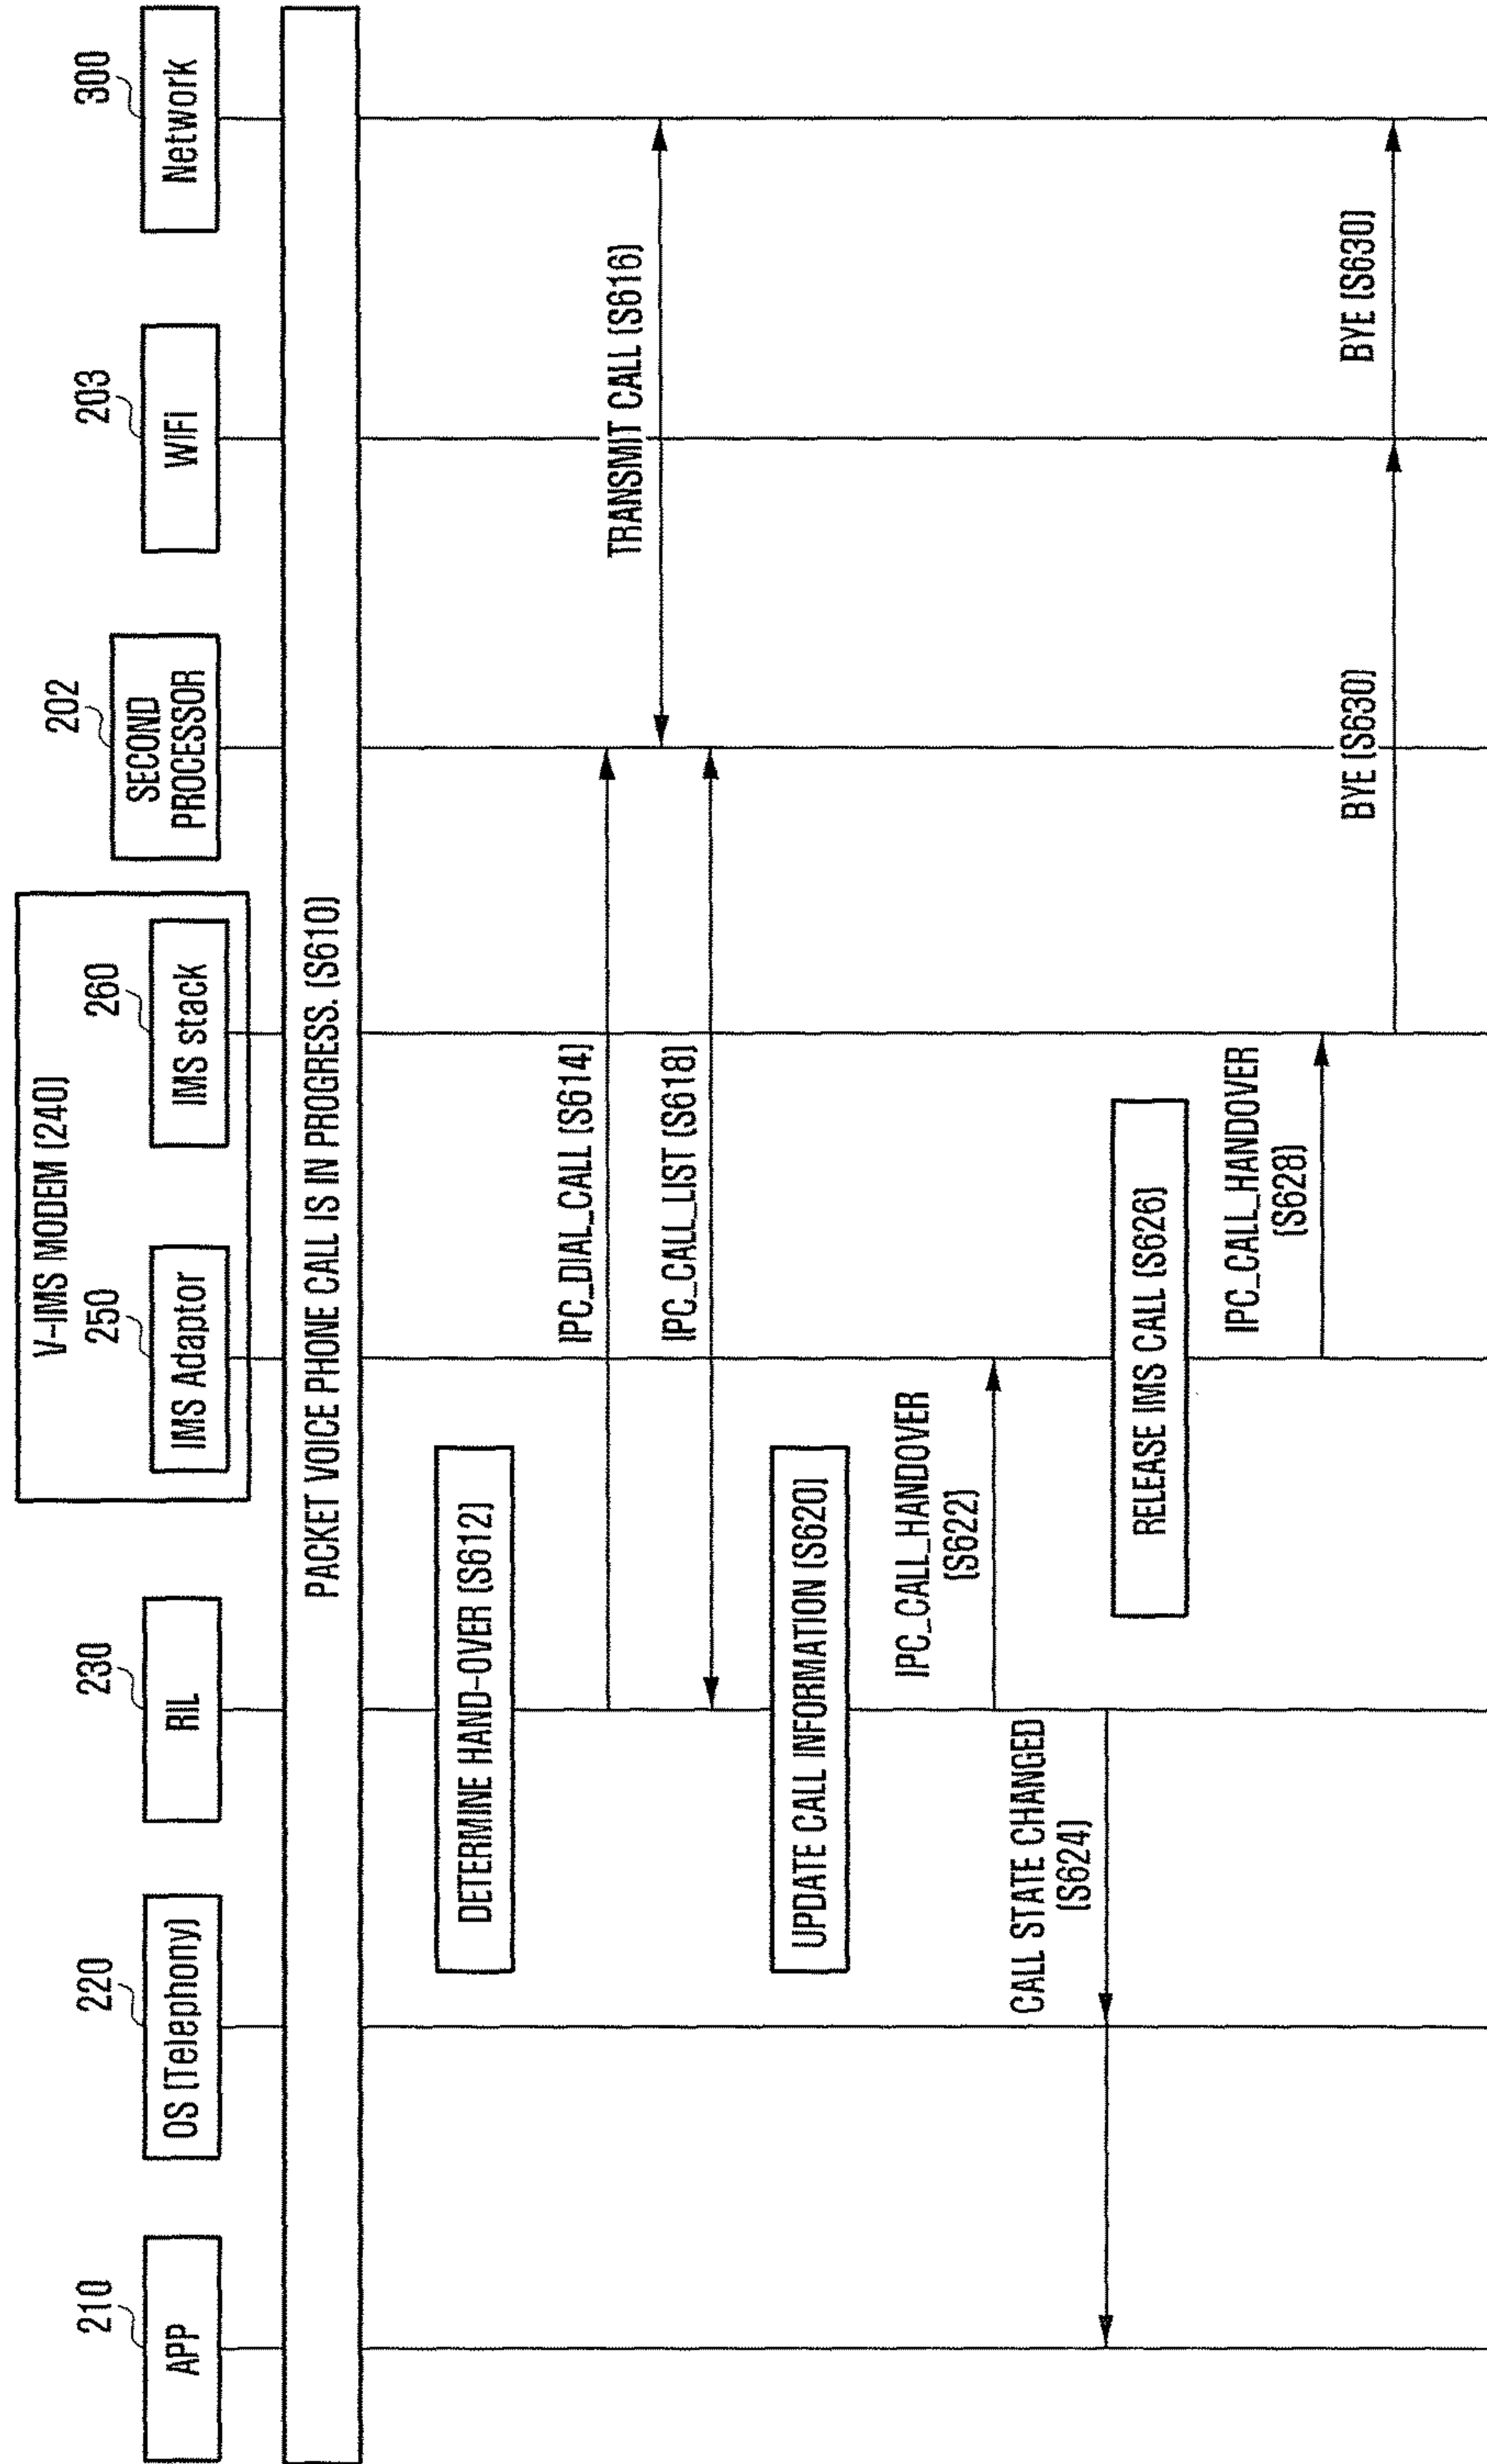 210
APP
220
OS (Telephony)
230
RIL
V-IMS MODEM (240)
250
IMS Adaptor
260
IMS stack
202
SECOND
PROCESSOR
203
WiFi
300
Network
PACKET VOICE PHONE CALL IS IN PROGRESS. (S610)
DETERMINE HAND-OVER (S612)
IPC_DIAL_CALL (S614)
TRANSMIT CALL (S616)
IPC_CALL_LIST (S618)
UPDATE CALL INFORMATION (S620)
IPC_CALL_HANDOVER
(S622)
CALL STATE CHANGED
(S624)
RELEASE IMS CALL (S626)
IPC_CALL_HANDOVER
(S628)
BYE (S630)
BYE (S630)